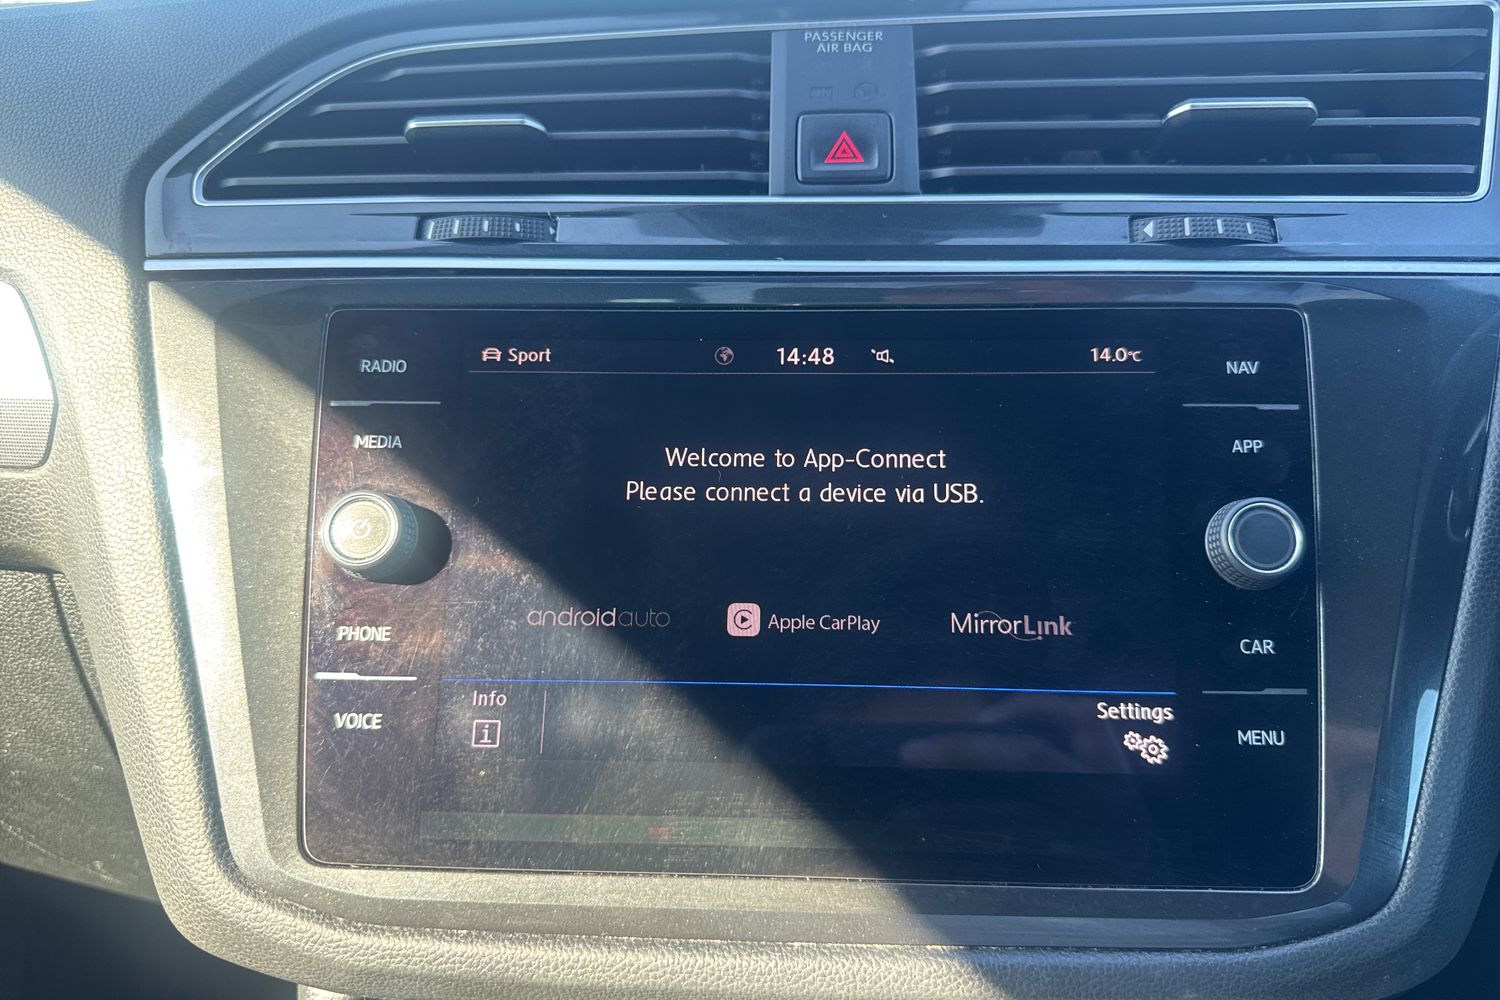 PASSENGER
AIR BAG
RADIO
MEDIA
PHONE
VOICE
Sport
14:48
14.0°C
Welcome to App-Connect
Please connect a device via USB.
androidauto
Apple CarPlay
MirrorLink
Info
i
Settings
NAV
APP
CAR
MENU